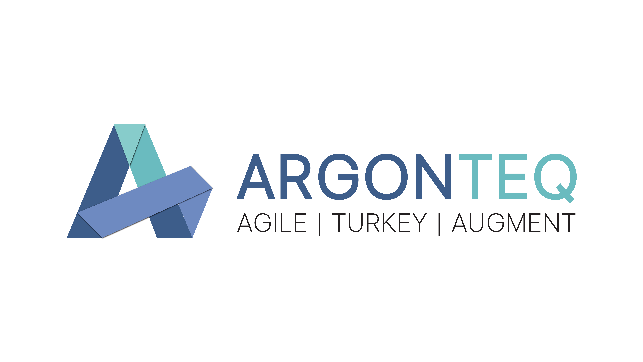 ARGONTEQ
AGILE | TURKEY | AUGMENT